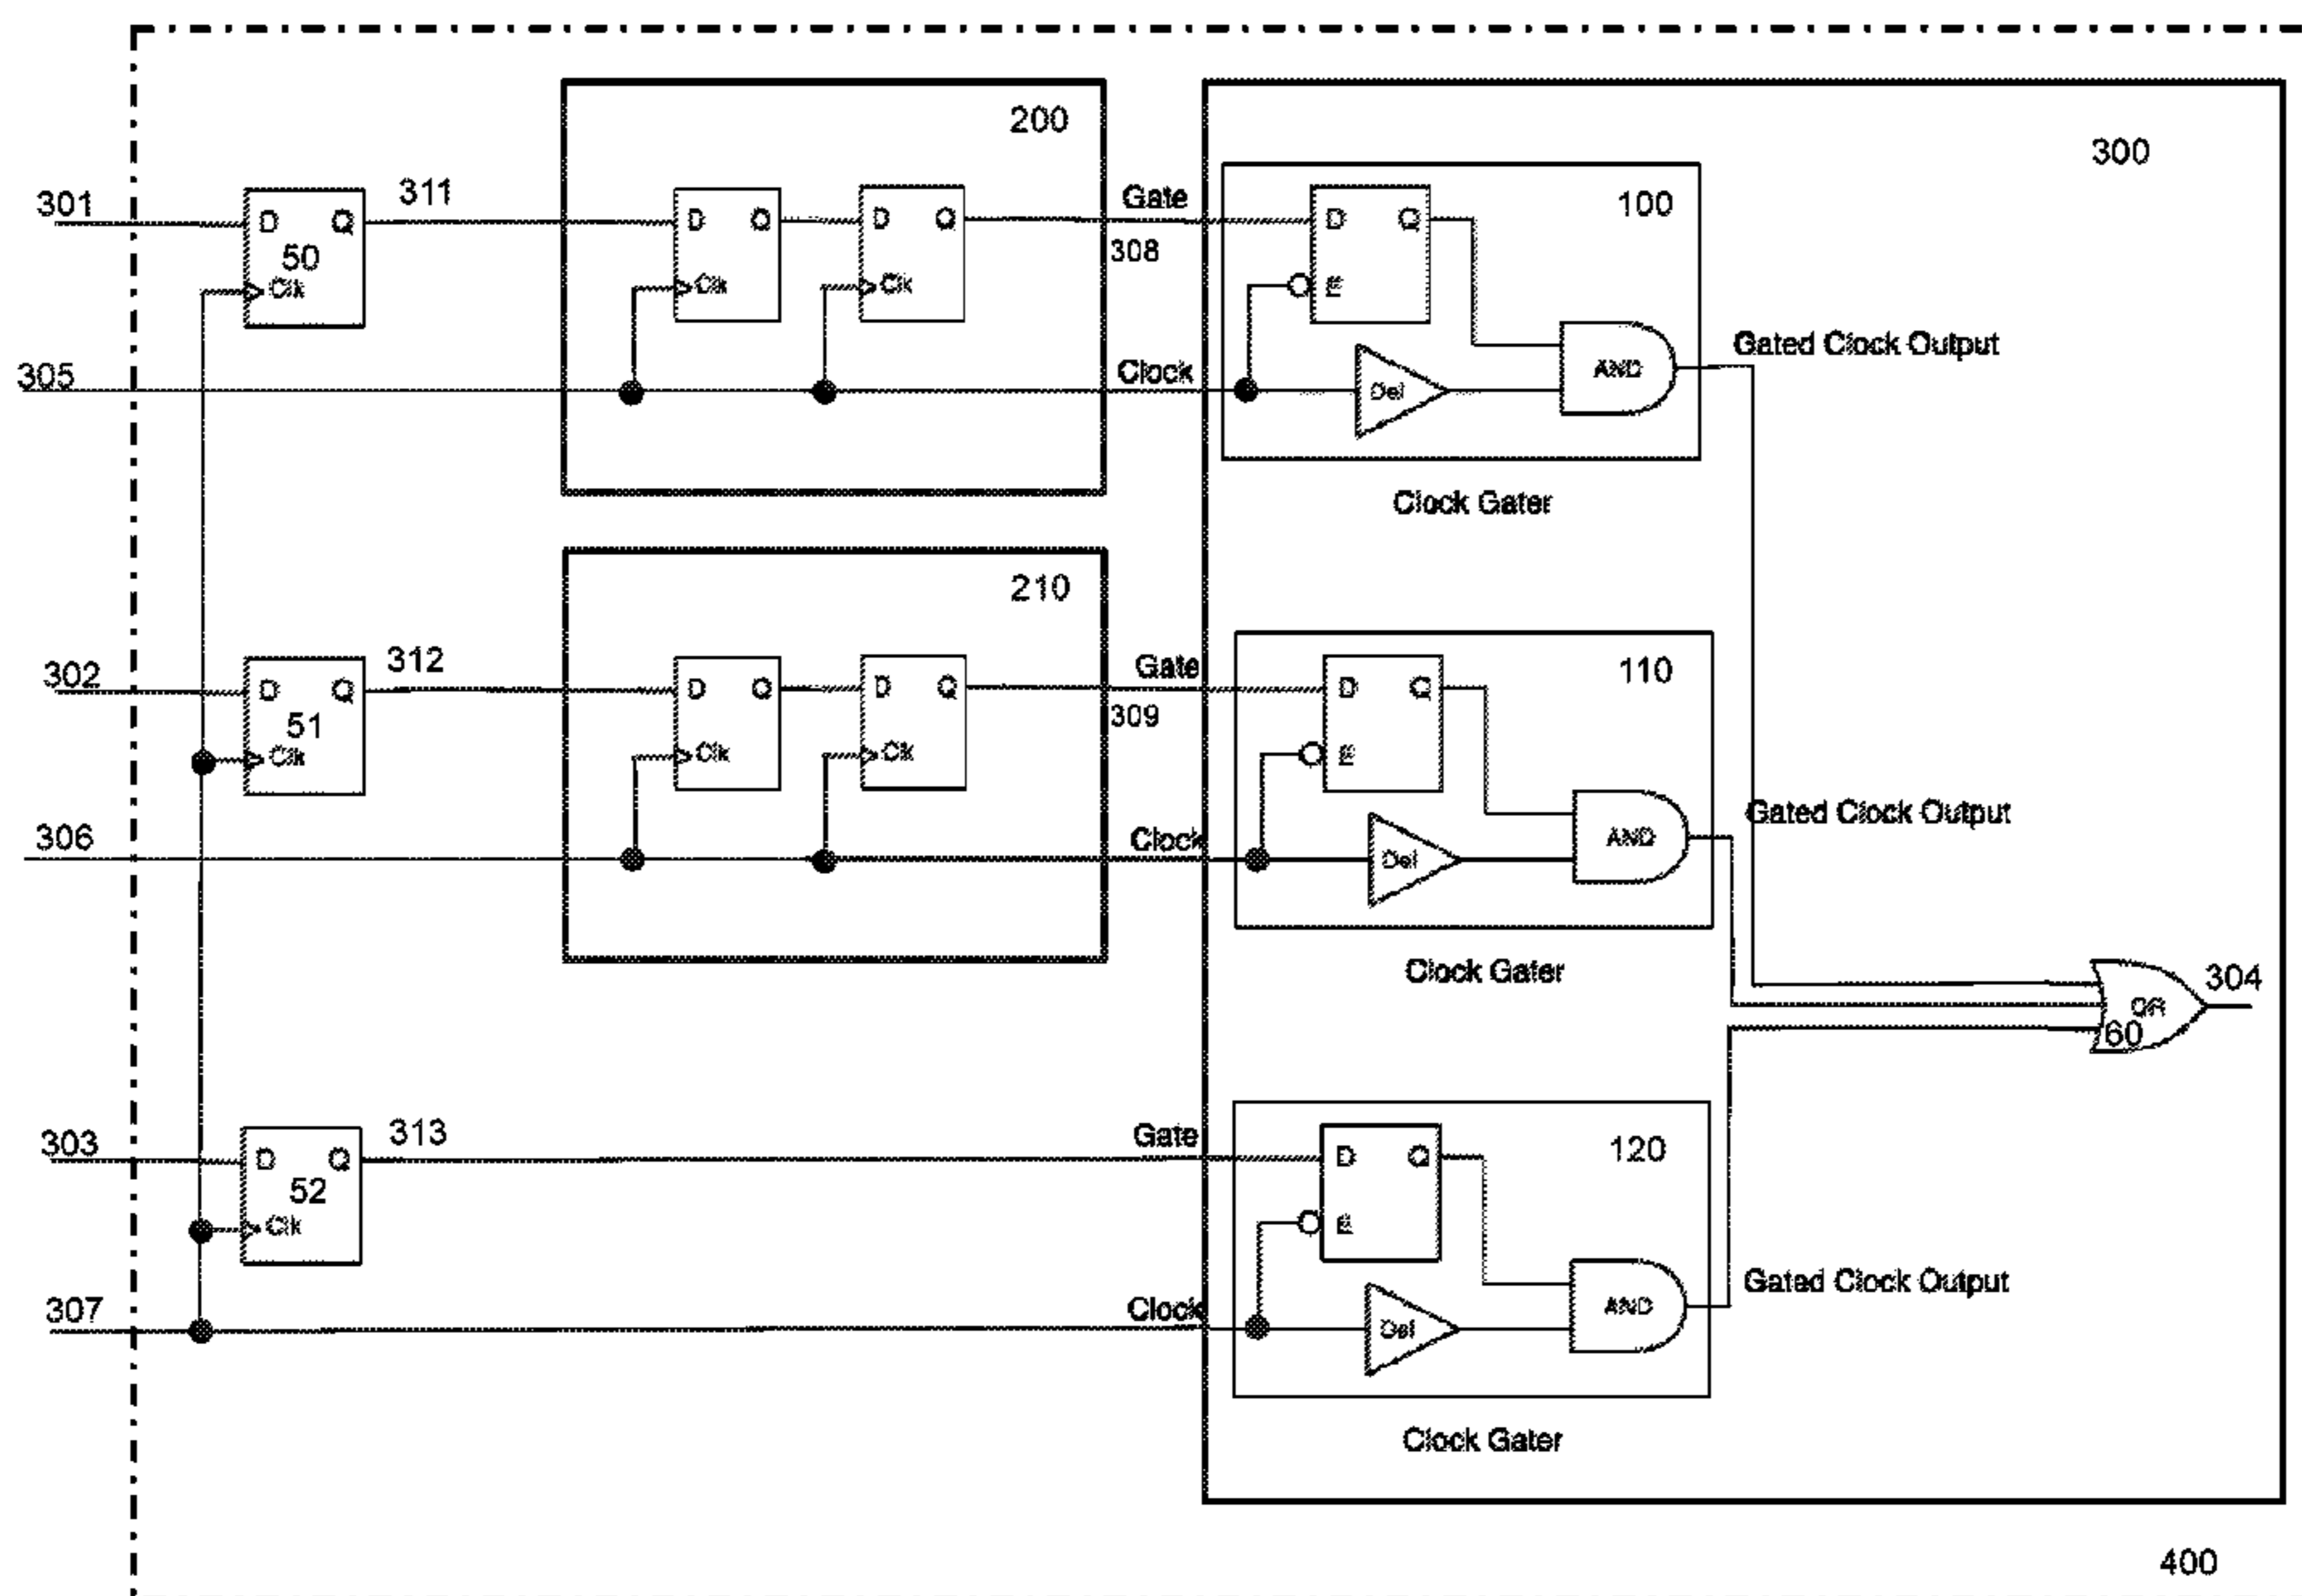 200
300
301
311
Gate
100
D Q
50
Clk
D Q
Clk
D Q
Clk
308
D Q
E
305
Clock
Del
AND
Gated Clock Output
Clock Gater
210
302
312
Gate
110
D Q
51
Clk
D Q
Clk
D Q
Clk
309
D Q
E
306
Clock
Del
AND
Gated Clock Output
Clock Gater
304
OR
60
303
313
Gate
120
D Q
52
Clk
D Q
E
307
Clock
Del
AND
Gated Clock Output
Clock Gater
400